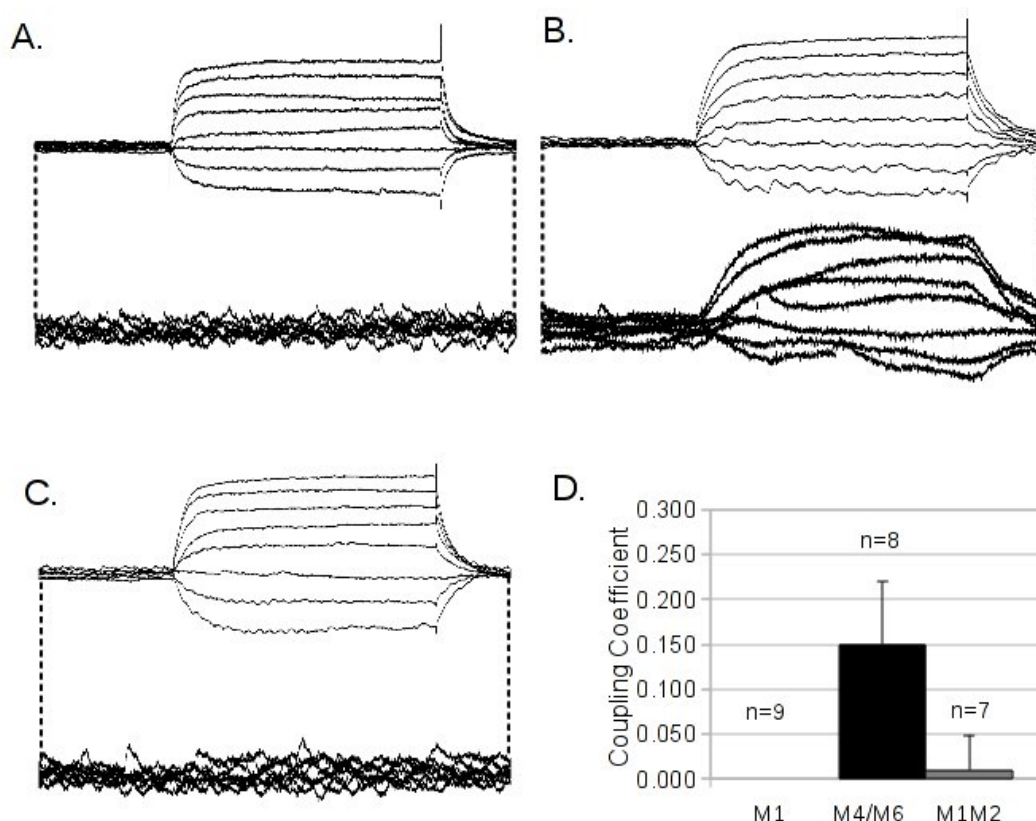 A.
B.
C.
D.
Coupling Coefficient
0.300
0.250
0.200
0.150
0.100
0.050
0.000
n=9
n=8
n=7
M1
M4/M6
M1M2